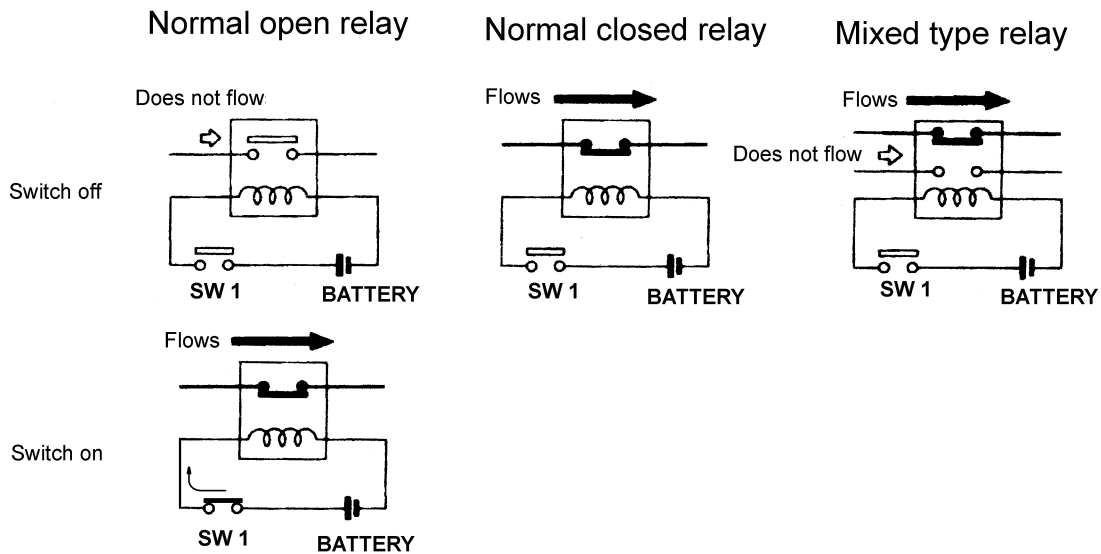 Normal open relay
Normal closed relay
Mixed type relay
Does not flow
Flows
Flows
Does not flow
Switch off
SW 1
BATTERY
SW 1
BATTERY
SW 1
BATTERY
Flows
Switch on
SW 1
BATTERY